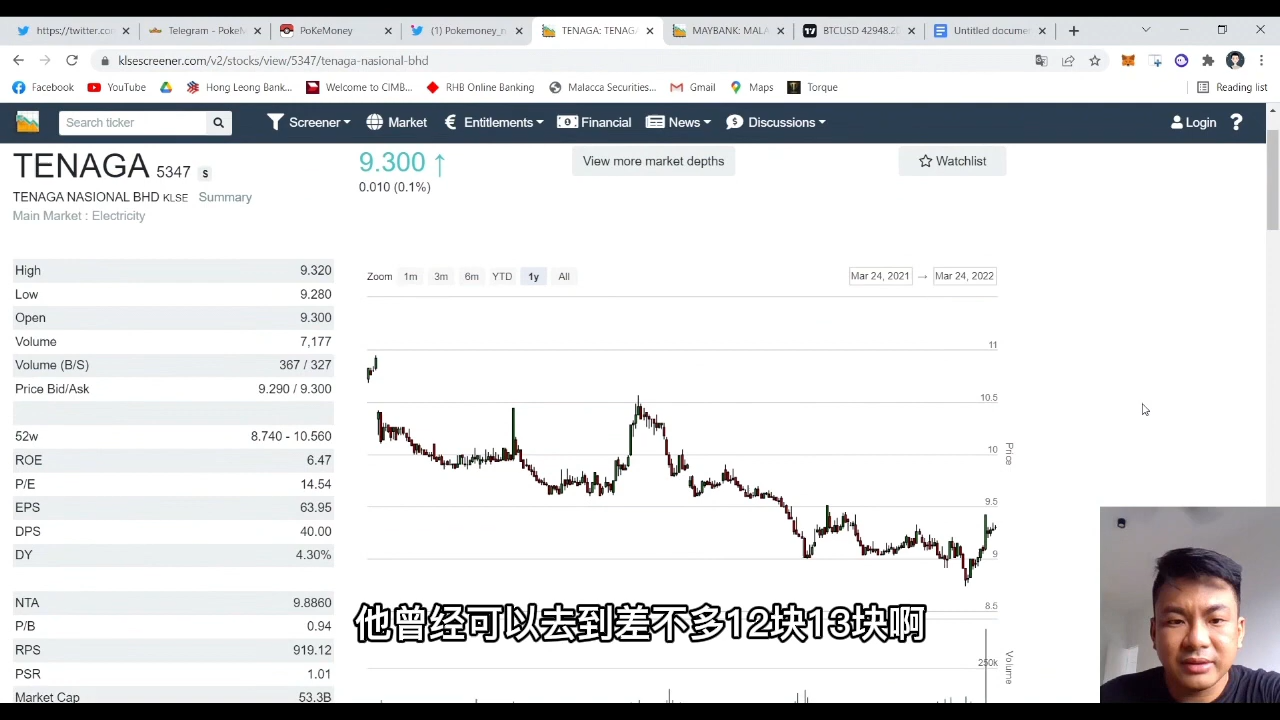 https://twitter.com/
Telegram - Poke
PoKeMoney
(1) Pokemoney_n
TENAGA: TENAGA
MAYBANK: MALA
BTCUSD 42948.2
Untitled docume
klsescreener.com/v2/stocks/view/5347/tenaga-nasional-bhd
Facebook
YouTube
Hong Leong Bank...
Welcome to CIMB...
RHB Online Banking
Malacca Securities...
Gmail
Maps
Torque
Reading list
Search ticker
Screener
Market
Entitlements
Financial
News
Discussions
Login
TENAGA 5347 s
TENAGA NASIONAL BHD KLSE Summary
Main Market : Electricity
9.300 ↑
0.010 (0.1%)
View more market depths
Watchlist
High 9.320
Low 9.280
Open 9.300
Volume 7,177
Volume (B/S) 367 / 327
Price Bid/Ask 9.290 / 9.300
52w 8.740 - 10.560
ROE 6.47
P/E 14.54
EPS 63.95
DPS 40.00
DY 4.30%
NTA 9.8860
P/B 0.94
RPS 919.12
PSR 1.01
Market Cap 53.3B
Zoom 1m 3m 6m YTD 1y All
Mar 24, 2021 → Mar 24, 2022
11
10.5
10
9.5
9
8.5
Price
250k
Volume
他曾经可以去到差不多12块13块啊